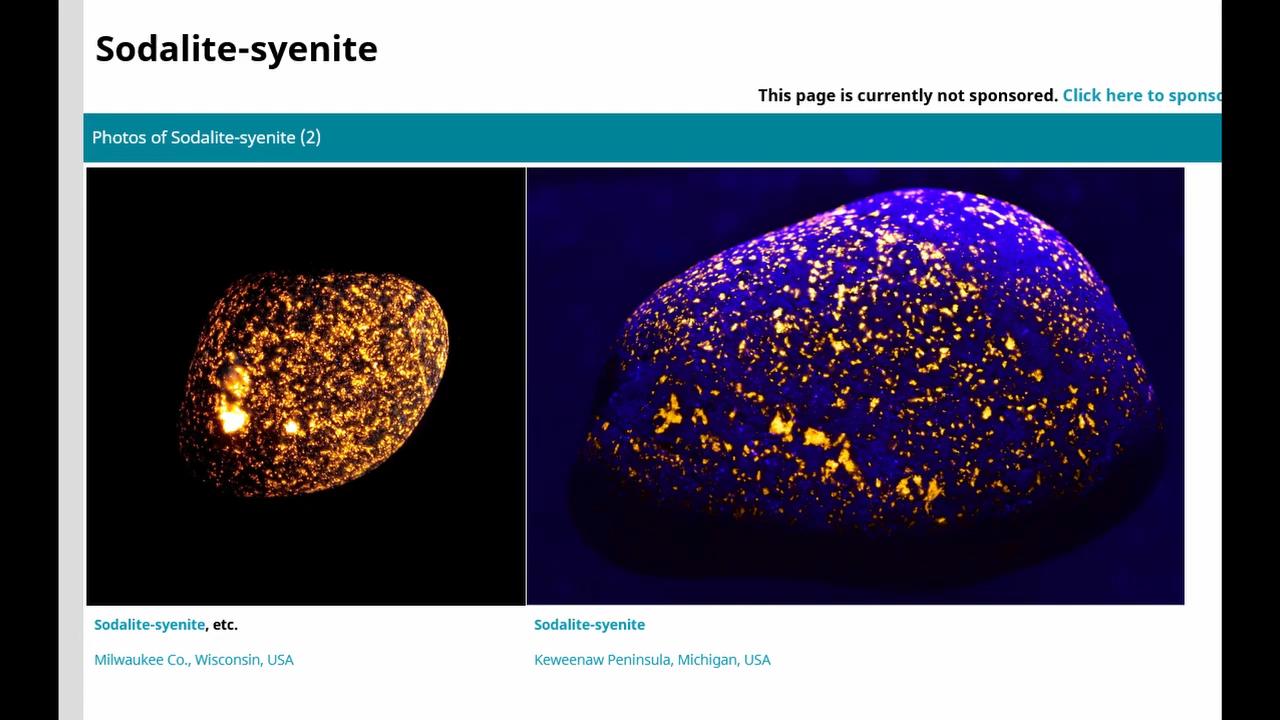 Sodalite-syenite
This page is currently not sponsored. Click here to sponso
Photos of Sodalite-syenite (2)
Sodalite-syenite, etc.
Sodalite-syenite
Milwaukee Co., Wisconsin, USA
Keweenaw Peninsula, Michigan, USA